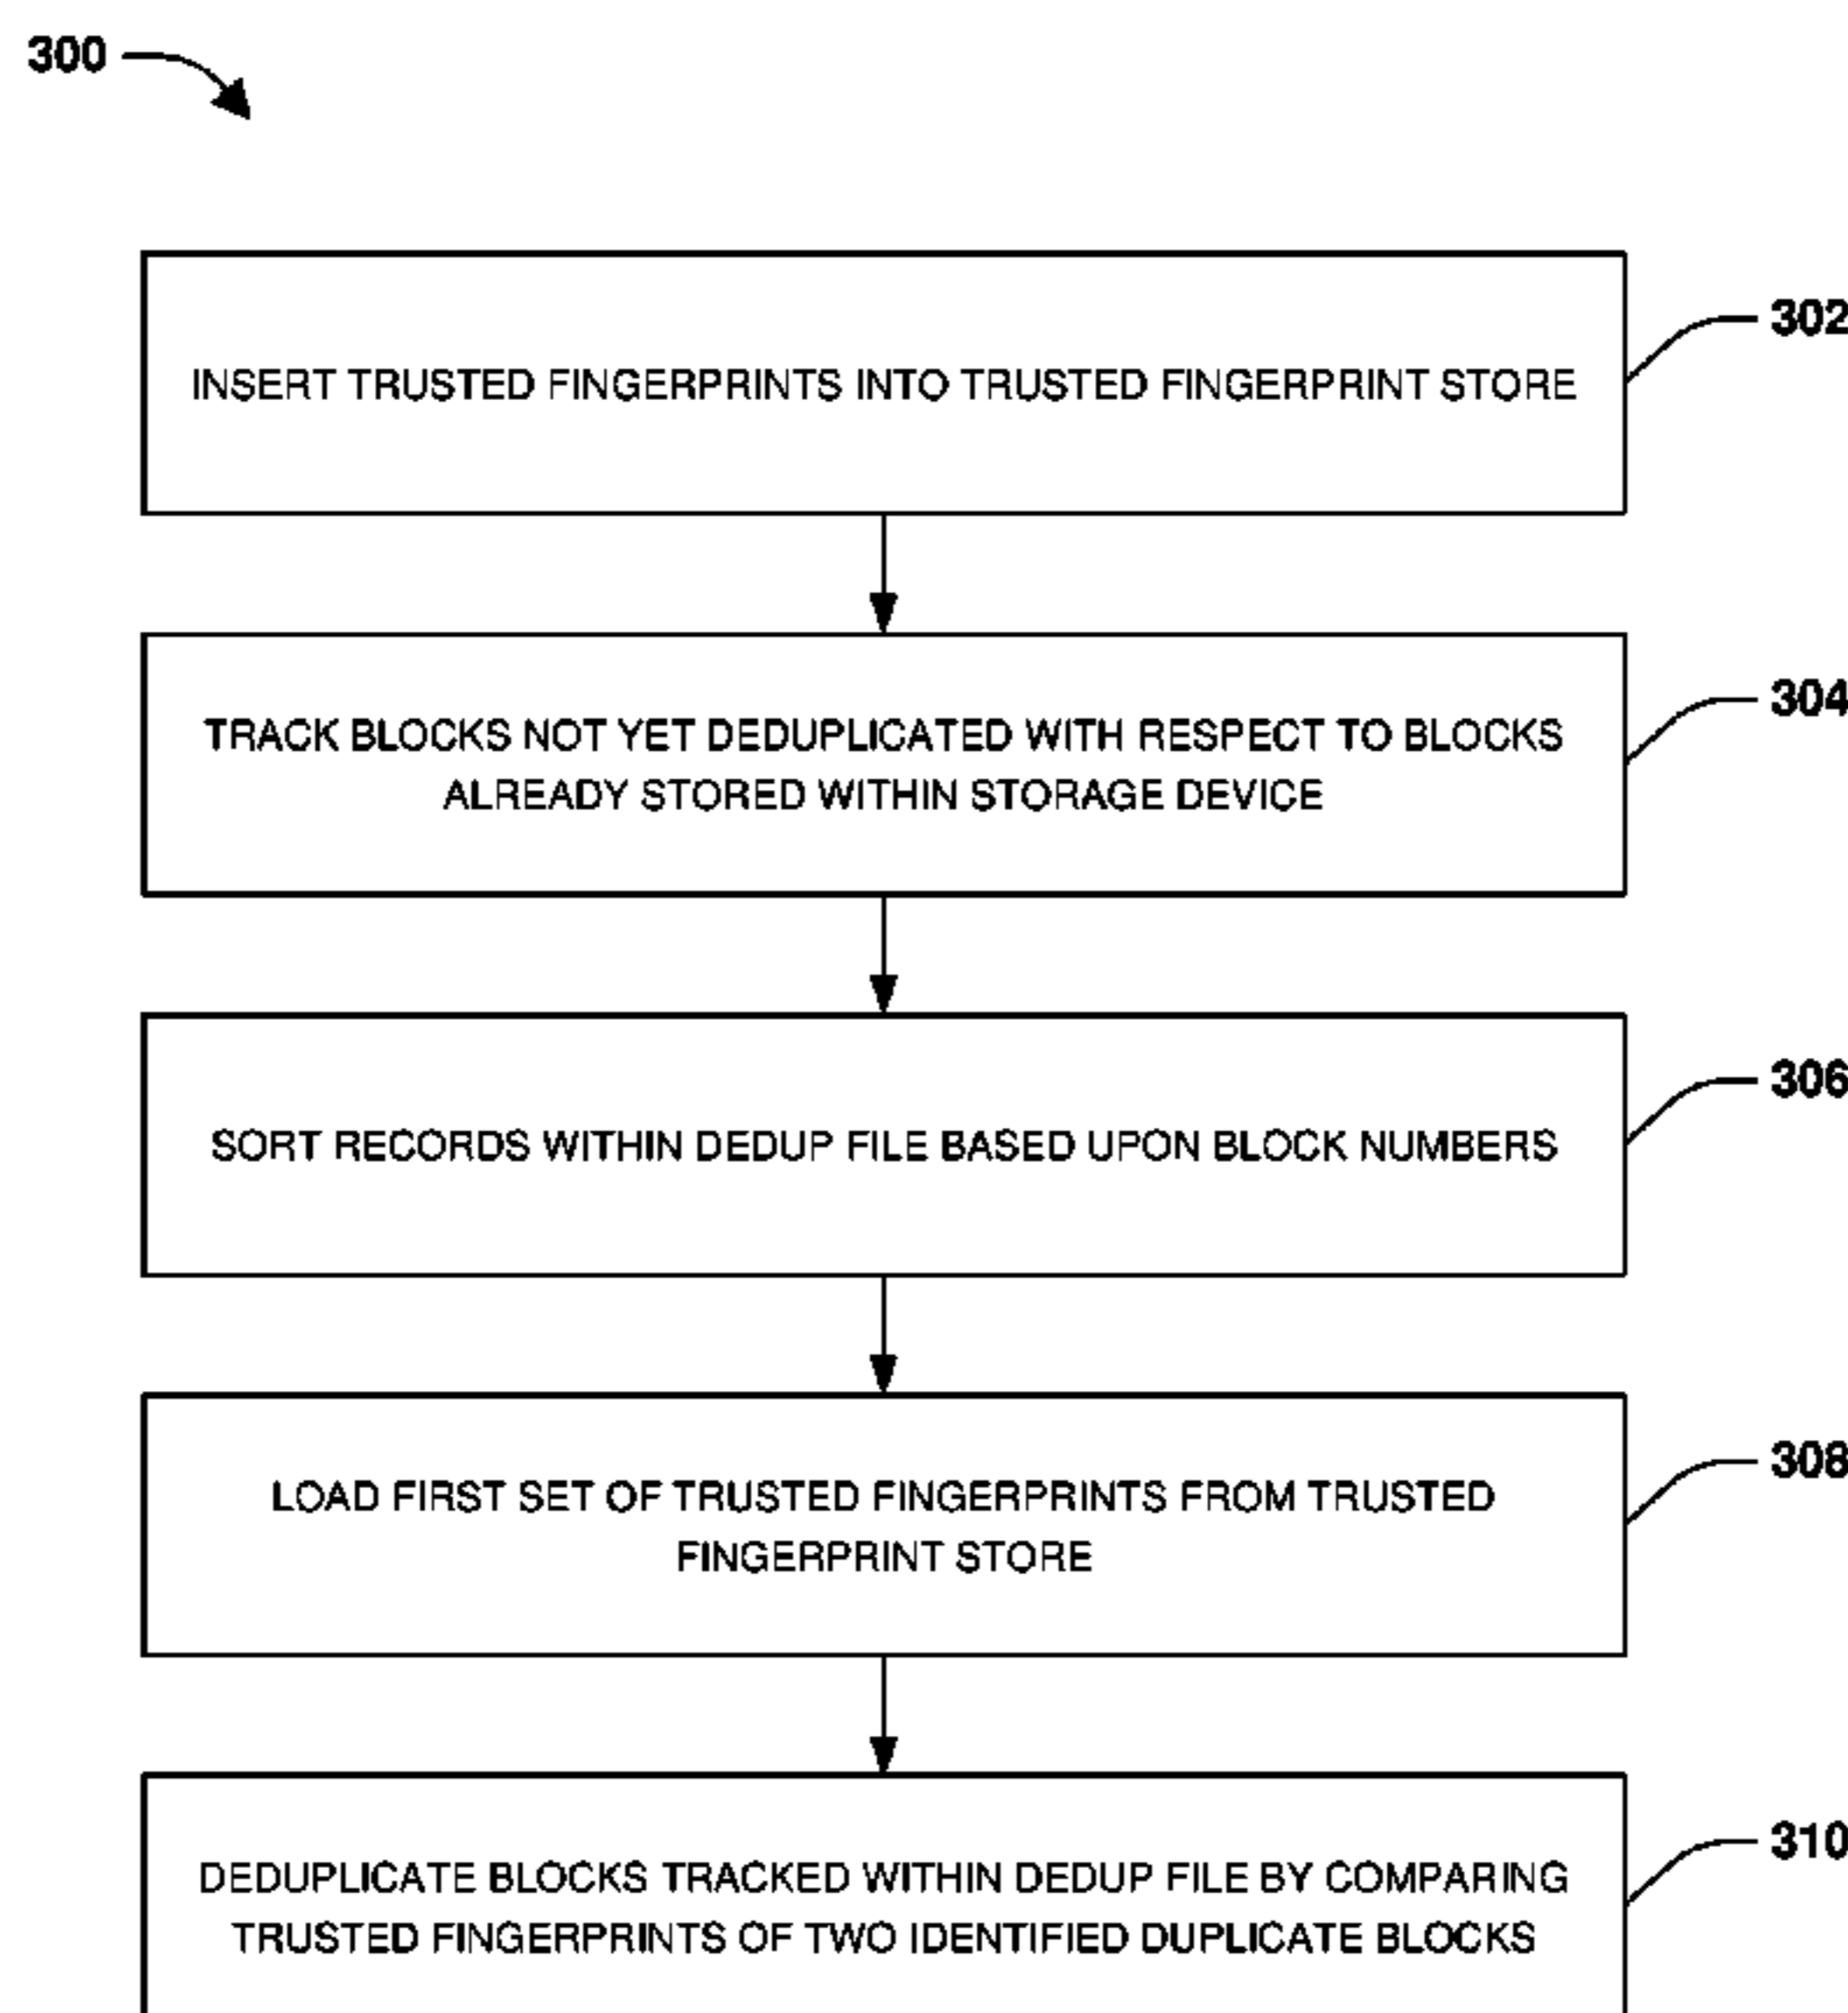 300
INSERT TRUSTED FINGERPRINTS INTO TRUSTED FINGERPRINT STORE
302
TRACK BLOCKS NOT YET DEDUPLICATED WITH RESPECT TO BLOCKS
ALREADY STORED WITHIN STORAGE DEVICE
304
SORT RECORDS WITHIN DEDUP FILE BASED UPON BLOCK NUMBERS
306
LOAD FIRST SET OF TRUSTED FINGERPRINTS FROM TRUSTED
FINGERPRINT STORE
308
DEDUPLICATE BLOCKS TRACKED WITHIN DEDUP FILE BY COMPARING
TRUSTED FINGERPRINTS OF TWO IDENTIFIED DUPLICATE BLOCKS
310